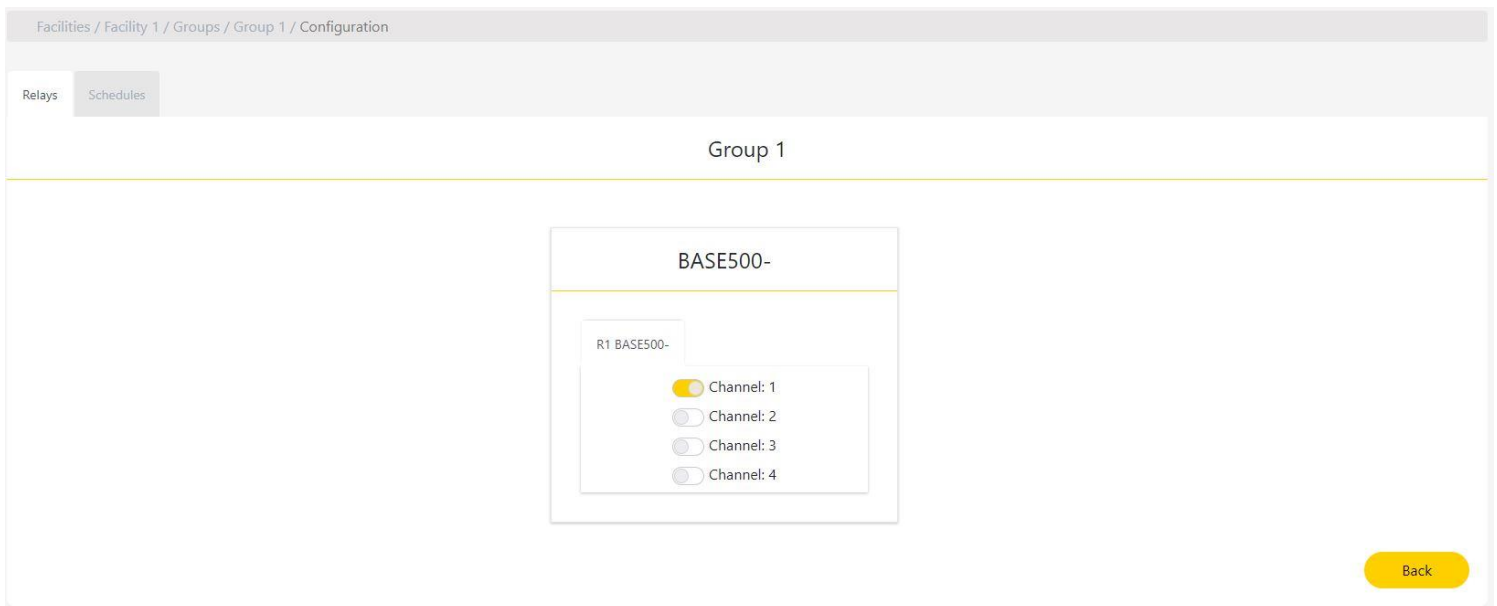 Facilities / Facility 1 / Groups / Group 1 / Configuration
Relays Schedules
Group 1
BASE500-
R1 BASE500-
Channel: 1
Channel: 2
Channel: 3
Channel: 4
Back